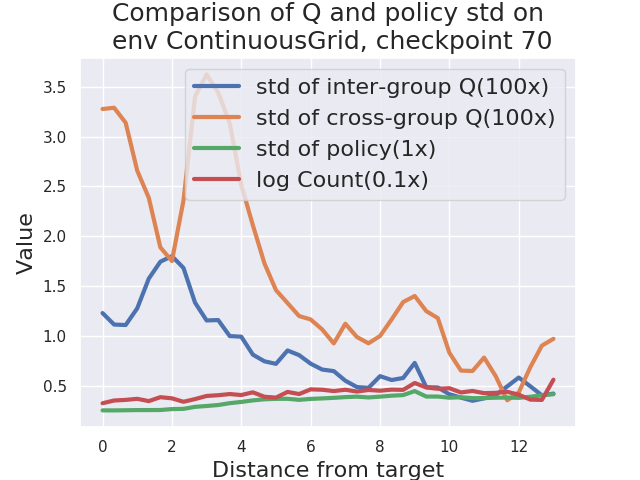 Comparison of Q and policy std on
env ContinuousGrid, checkpoint 70
std of inter-group Q(100x)
std of cross-group Q(100x)
std of policy(1x)
log Count(0.1x)
Value
3.5
3.0
2.5
2.0
1.5
1.0
0.5
0 2 4 6 8 10 12
Distance from target